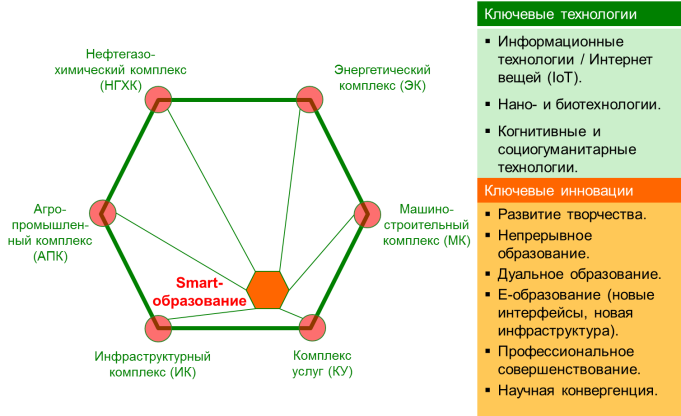 Нефтегазо-
химический комплекс
(НГХК)
Энергетический
комплекс (ЭК)
Агро-
промышлен-
ный комплекс
(АПК)
Машино-
строительный
комплекс (МК)
Smart-
образование
Инфраструктурный
комплекс (ИК)
Комплекс
услуг (КУ)
Ключевые технологии
▪ Информационные
технологии / Интернет
вещей (IoT).
▪ Нано- и биотехнологии.
▪ Когнитивные и
социогуманитарные
технологии.
Ключевые инновации
▪ Развитие творчества.
▪ Непрерывное
образование.
▪ Дуальное образование.
▪ Е-образование (новые
интерфейсы, новая
инфраструктура).
▪ Профессиональное
совершенствование.
▪ Научная конвергенция.